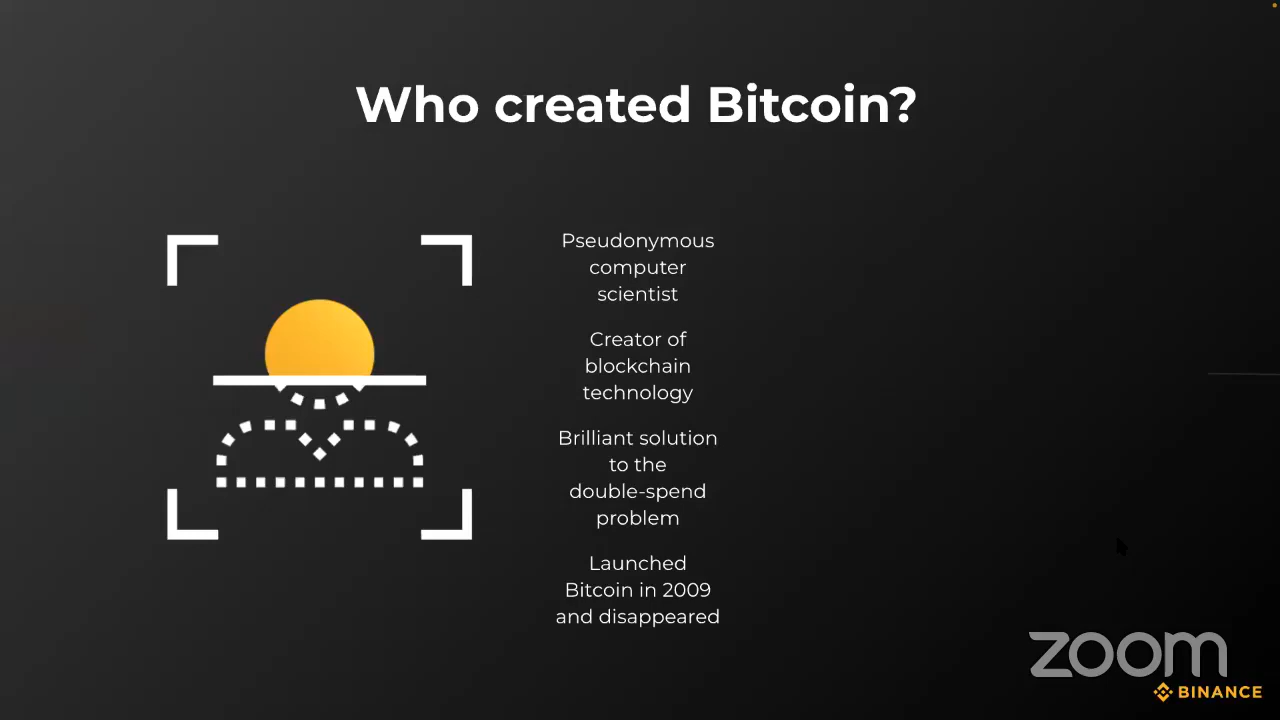 Who created Bitcoin?
Pseudonymous
computer
scientist
Creator of
blockchain
technology
Brilliant solution
to the
double-spend
problem
Launched
Bitcoin in 2009
and disappeared
zoom
BINANCE